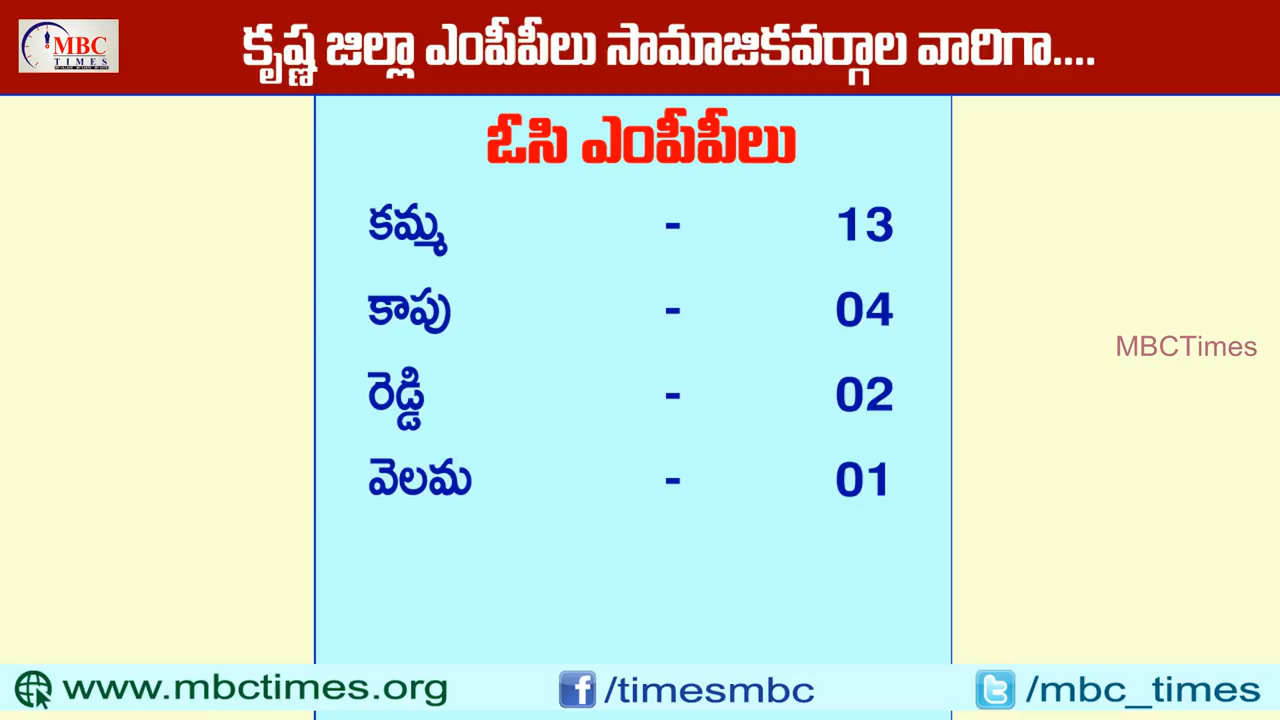 MBC
TIMES
కృష్ణ జిల్లా ఎంపీపీలు సామాజికవర్గాల వారిగా....
ఓసి ఎంపీపీలు
కమ్మ - 13
కాపు - 04
రెడ్డి - 02
వెలమ - 01
MBCTimes
www.mbctimes.org
/timesmbc
/mbc_times